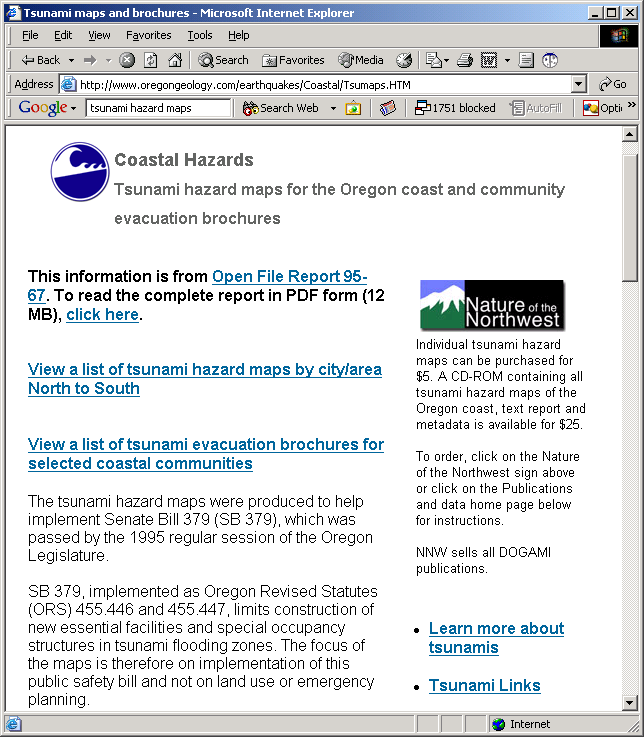 Tsunami maps and brochures - Microsoft Internet Explorer
File Edit View Favorites Tools Help
Back Search Favorites Media
Address http://www.oregongeology.com/earthquakes/Coastal/Tsumaps.HTM Go
Google tsunami hazard maps Search Web 1751 blocked AutoFill »
Coastal Hazards
Tsunami hazard maps for the Oregon coast and community
evacuation brochures
This information is from Open File Report 95-
67. To read the complete report in PDF form (12
MB), click here.
View a list of tsunami hazard maps by city/area
North to South
View a list of tsunami evacuation brochures for
selected coastal communities
The tsunami hazard maps were produced to help
implement Senate Bill 379 (SB 379), which was
passed by the 1995 regular session of the Oregon
Legislature.
SB 379, implemented as Oregon Revised Statutes
(ORS) 455.446 and 455.447, limits construction of
new essential facilities and special occupancy
structures in tsunami flooding zones. The focus of
the maps is therefore on implementation of this
public safety bill and not on land use or emergency
planning.
Nature of the
Northwest
Individual tsunami hazard
maps can be purchased for
$5. A CD-ROM containing all
tsunami hazard maps of the
Oregon coast, text report and
metadata is available for $25.
To order, click on the Nature
of the Northwest sign above
or click on the Publications
and data home page below
for instructions.
NNW sells all DOGAMI
publications.
Learn more about
tsunamis
Tsunami Links
Internet